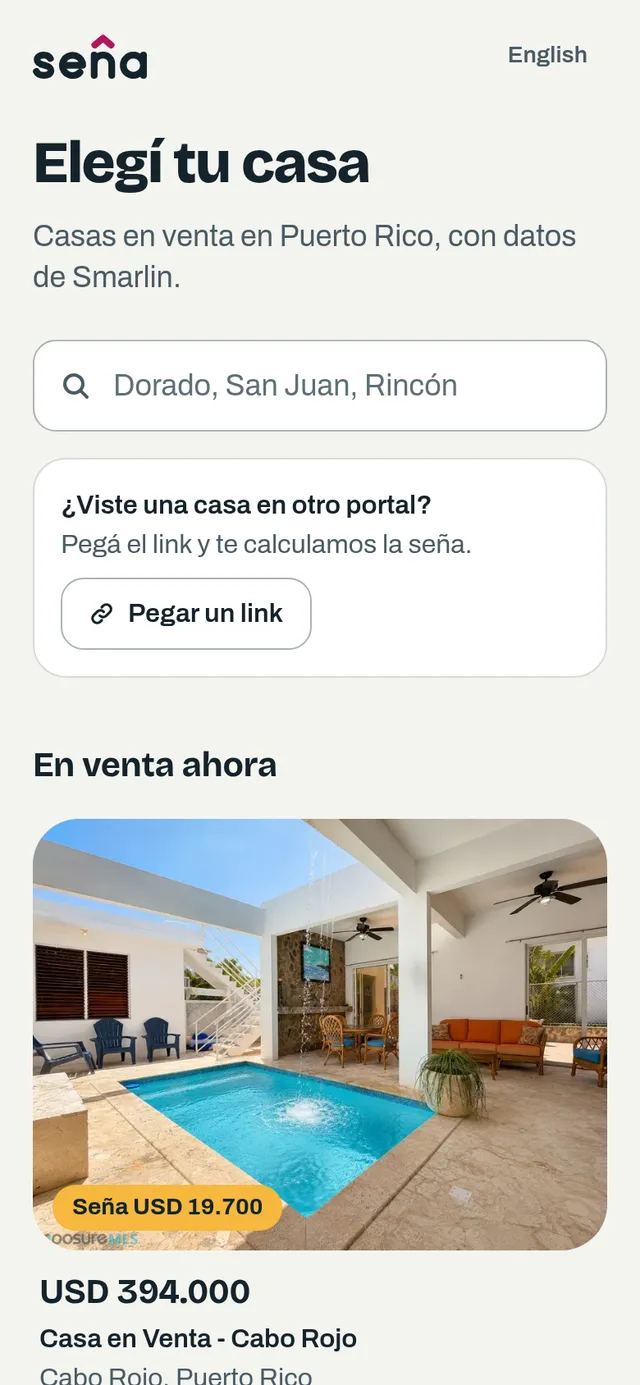 seña
English
Elegí tu casa
Casas en venta en Puerto Rico, con datos
de Smarlin.
Dorado, San Juan, Rincón
¿Viste una casa en otro portal?
Pegá el link y te calculamos la seña.
Pegar un link
En venta ahora
Seña USD 19.700
USD 394.000
Casa en Venta - Cabo Rojo
Cabo Rojo, Puerto Rico